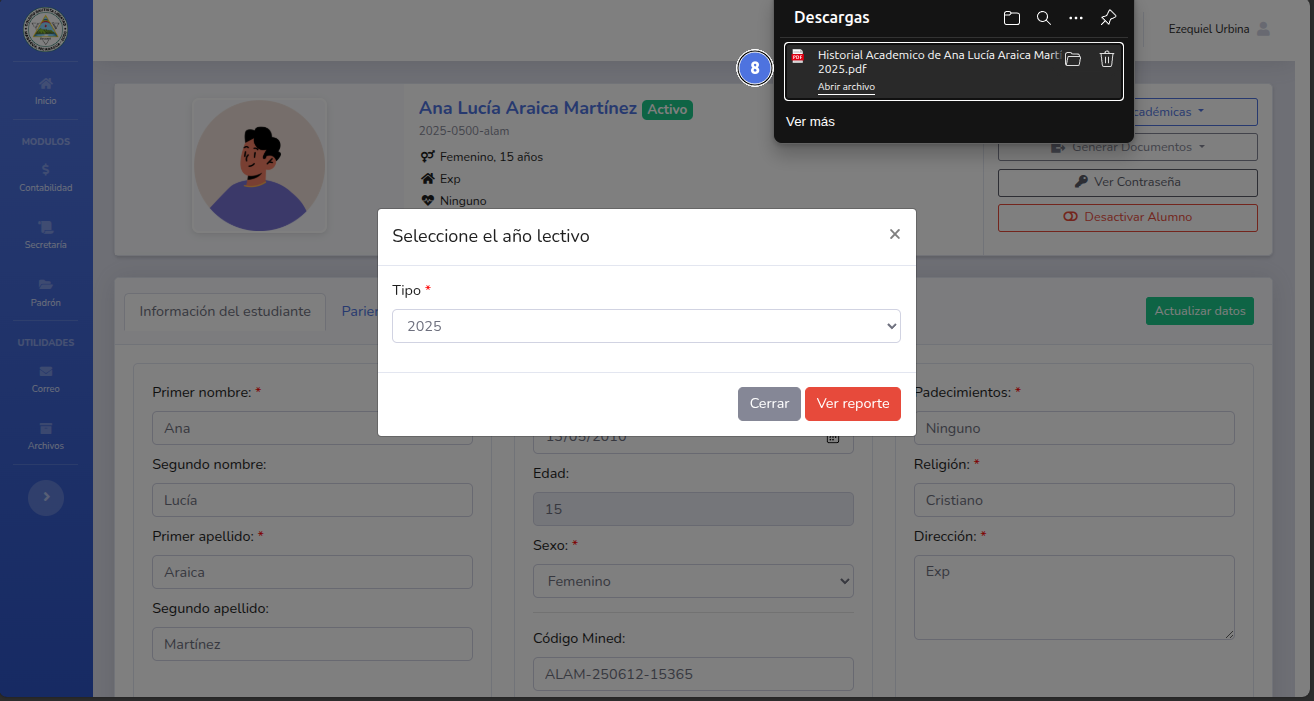 Descargas
Ezequiel Urbina
8
Historial Academico de Ana Lucía Araica Martí
2025.pdf
Abrir archivo
Ver más
Inicio
MODULOS
Contabilidad
Secretaría
Padrón
UTILIDADES
Correo
Archivos
Ana Lucía Araica Martínez Activo
2025-0500-alam
Femenino, 15 años
Exp
Ninguno
cadémicas
Generar Documentos
Ver Contraseña
Desactivar Alumno
Seleccione el año lectivo
×
Tipo *
2025
Cerrar
Ver reporte
Información del estudiante
Parien
Actualizar datos
Primer nombre: *
Ana
Segundo nombre:
Lucía
Primer apellido: *
Araica
Segundo apellido:
Martínez
13/05/2010
Edad:
15
Sexo: *
Femenino
Código Mined:
ALAM-250612-15365
Padecimientos: *
Ninguno
Religión: *
Cristiano
Dirección: *
Exp